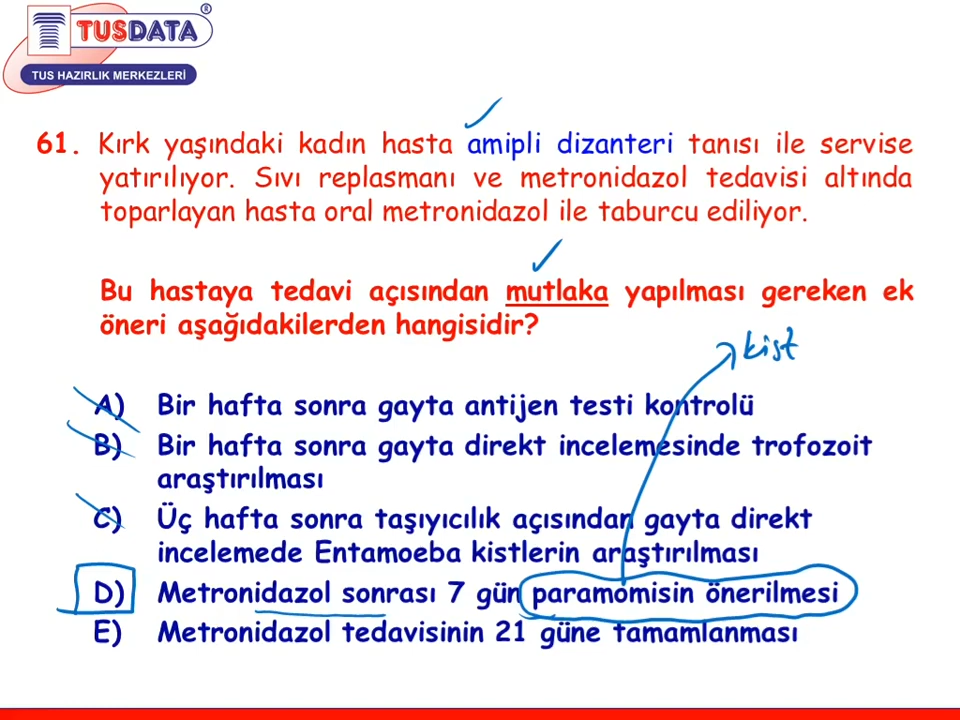 TUSDATA
®
TUS HAZIRLIK MERKEZLERİ
61. Kırk yaşındaki kadın hasta amipli dizanteri tanısı ile servise
yatırılıyor. Sıvı replasmanı ve metronidazol tedavisi altında
toparlayan hasta oral metronidazol ile taburcu ediliyor.
Bu hastaya tedavi açısından mutlaka yapılması gereken ek
öneri aşağıdakilerden hangisidir?
kist
A) Bir hafta sonra gayta antijen testi kontrolü
B) Bir hafta sonra gayta direkt incelemesinde trofozoit
araştırılması
C) Üç hafta sonra taşıyıcılık açısından gayta direkt
incelemede Entamoeba kistlerin araştırılması
D) Metronidazol sonrası 7 gün paramomisin önerilmesi
E) Metronidazol tedavisinin 21 güne tamamlanması